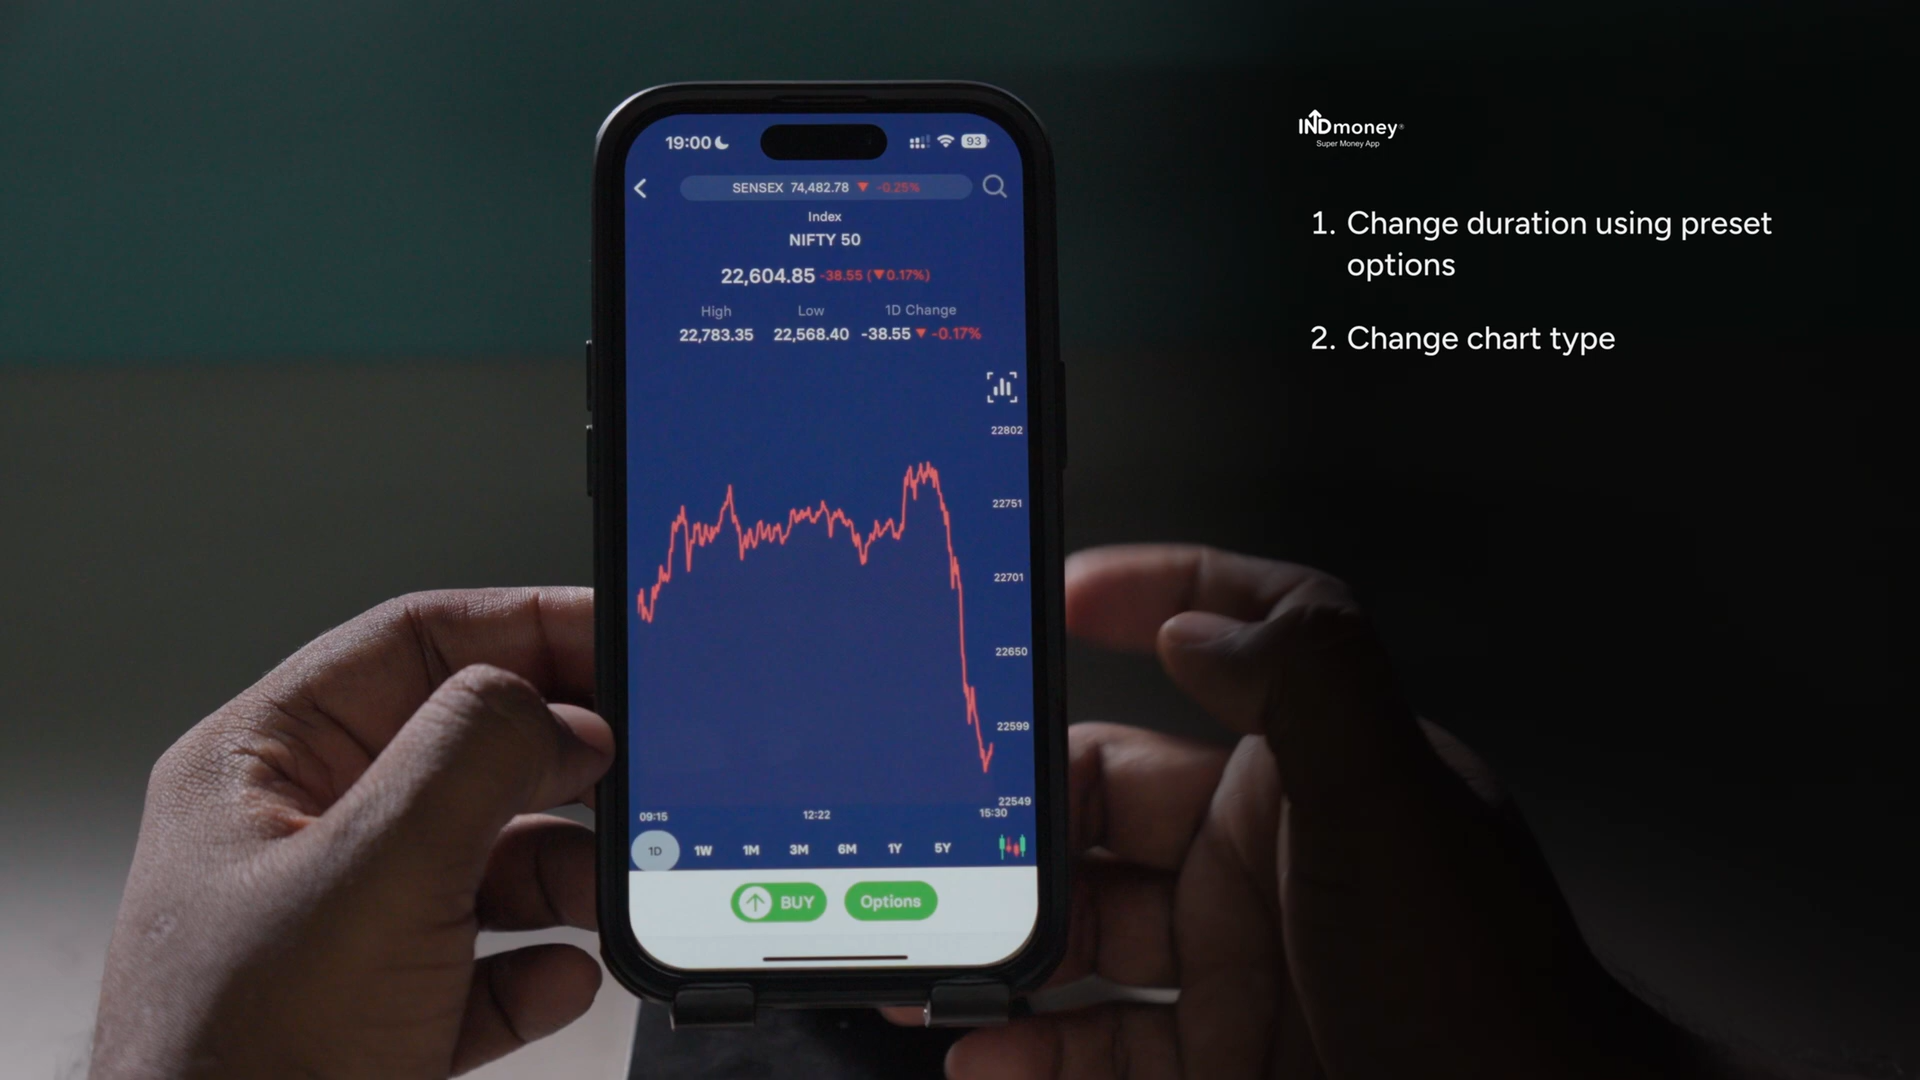 19:00
93
SENSEX 74,482.78 ▼ -0.25%
Index
NIFTY 50
22,604.85 -38.55 (▼0.17%)
High Low 1D Change
22,783.35 22,568.40 -38.55 ▼ -0.17%
22802
22751
22701
22650
22599
22549
09:15 12:22 15:30
1D 1W 1M 3M 6M 1Y 5Y
BUY Options
INDmoney®
Super Money App
1. Change duration using preset
options
2. Change chart type